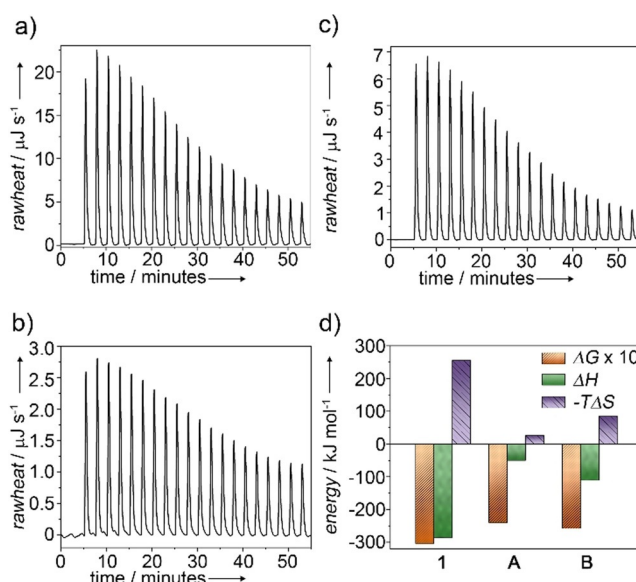 a)
rawheat / µJ s⁻¹
20
15
10
5
0
0 10 20 30 40 50
time / minutes
c)
rawheat / µJ s⁻¹
7
6
5
4
3
2
1
0
0 10 20 30 40 50
time / minutes
b)
rawheat / µJ s⁻¹
3.0
2.5
2.0
1.5
1.0
0.5
0.0
0 10 20 30 40 50
time / minutes
d)
energy / kJ mol⁻¹
300
200
100
0
-100
-200
-300
ΔG x 10
ΔH
-TΔS
1 A B